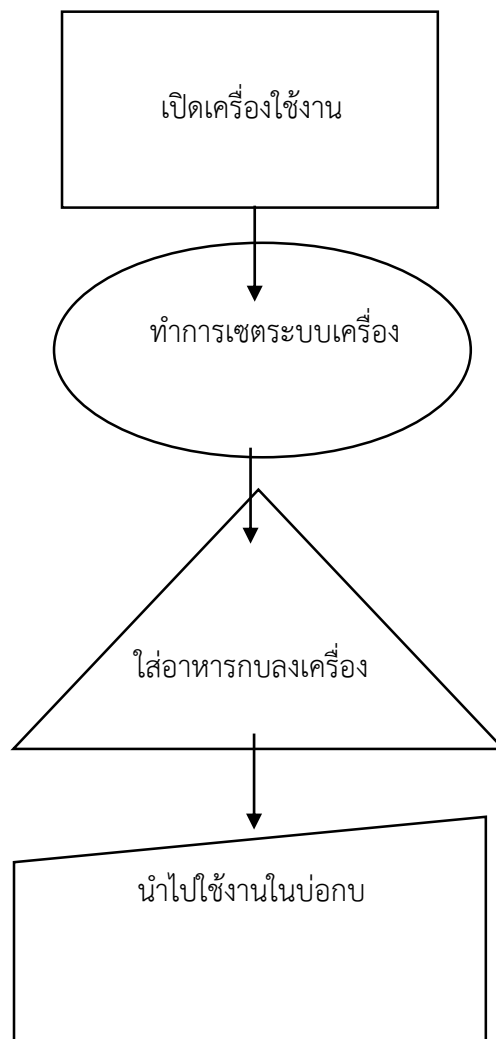 เปิดเครื่องใช้งาน
ทำการเซตระบบเครื่อง
ใส่อาหารกบลงเครื่อง
นำไปใช้งานในบ่อกบ